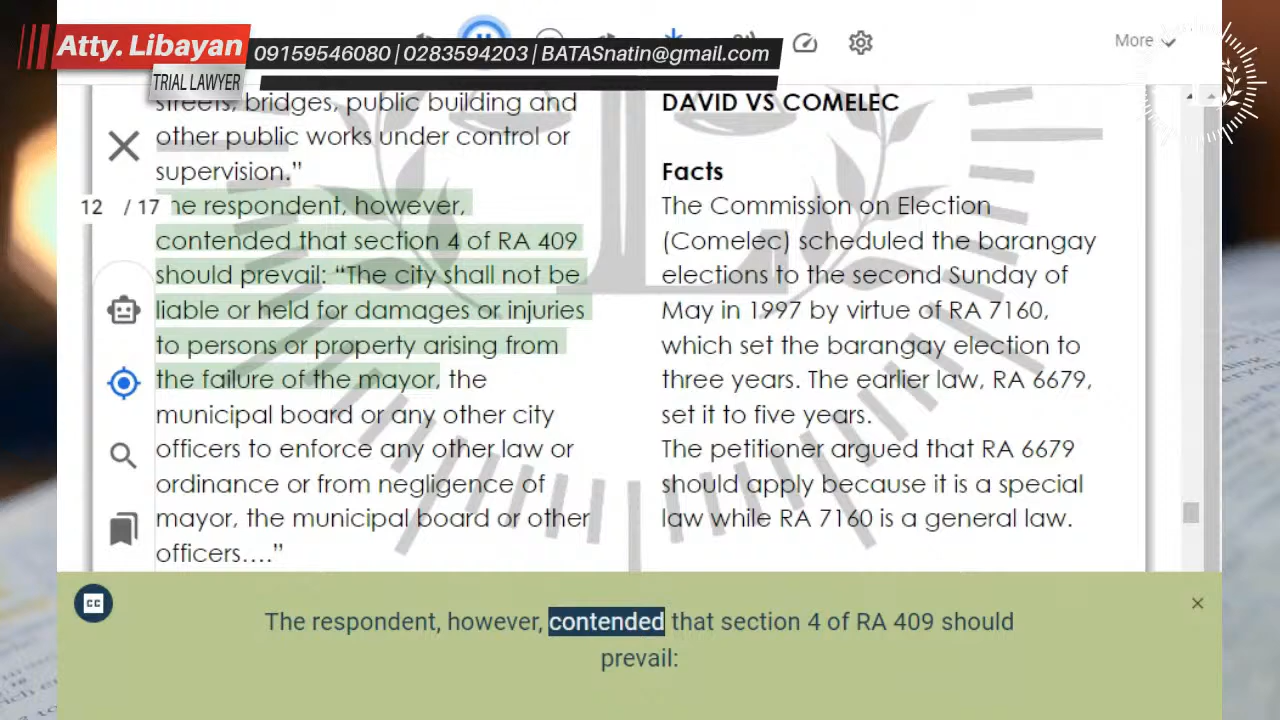 Atty. Libayan
TRIAL LAWYER
09159546080 | 0283594203 | BATASnatin@gmail.com
More
12 / 17
streets, bridges, public building and
other public works under control or
supervision.”
he respondent, however,
contended that section 4 of RA 409
should prevail: “The city shall not be
liable or held for damages or injuries
to persons or property arising from
the failure of the mayor, the
municipal board or any other city
officers to enforce any other law or
ordinance or from negligence of
mayor, the municipal board or other
officers....”
DAVID VS COMELEC
Facts
The Commission on Election
(Comelec) scheduled the barangay
elections to the second Sunday of
May in 1997 by virtue of RA 7160,
which set the barangay election to
three years. The earlier law, RA 6679,
set it to five years.
The petitioner argued that RA 6679
should apply because it is a special
law while RA 7160 is a general law.
CC
The respondent, however, contended that section 4 of RA 409 should
prevail: